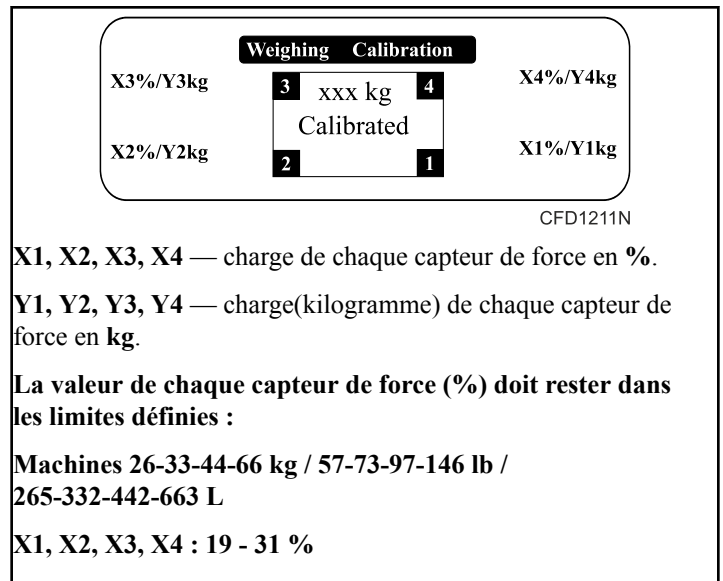 Weighing Calibration
X3%/Y3kg
3
xxx kg
4
X4%/Y4kg
Calibrated
X2%/Y2kg
2
1
X1%/Y1kg
CFD1211N
X1, X2, X3, X4 — charge de chaque capteur de force en %.
Y1, Y2, Y3, Y4 — charge(kilogramme) de chaque capteur de
force en kg.
La valeur de chaque capteur de force (%) doit rester dans
les limites définies :
Machines 26-33-44-66 kg / 57-73-97-146 lb /
265-332-442-663 L
X1, X2, X3, X4 : 19 - 31 %